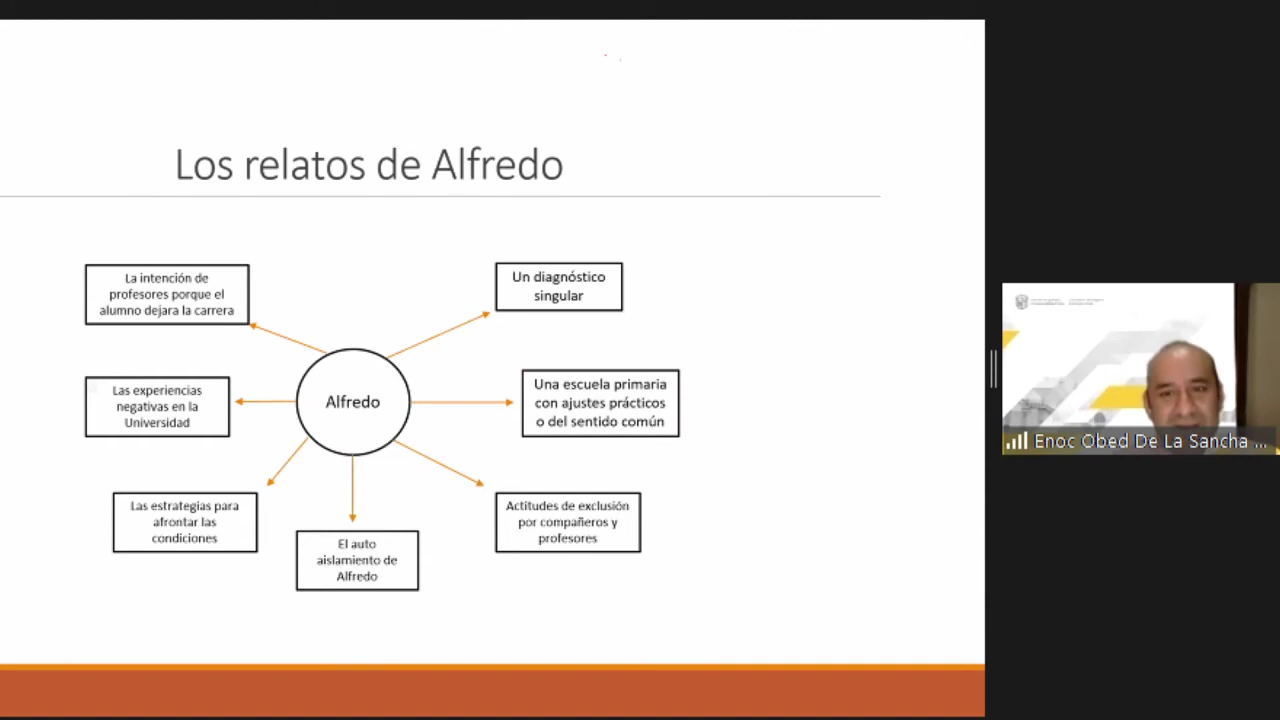 Los relatos de Alfredo
La intención de
profesores porque el
alumno dejara la carrera
Un diagnóstico
singular
Las experiencias
negativas en la
Universidad
Alfredo
Una escuela primaria
con ajustes prácticos
o del sentido común
Las estrategias para
afrontar las
condiciones
El auto
aislamiento de
Alfredo
Actitudes de exclusión
por compañeros y
profesores
Enoc Obed De La Sancha ...